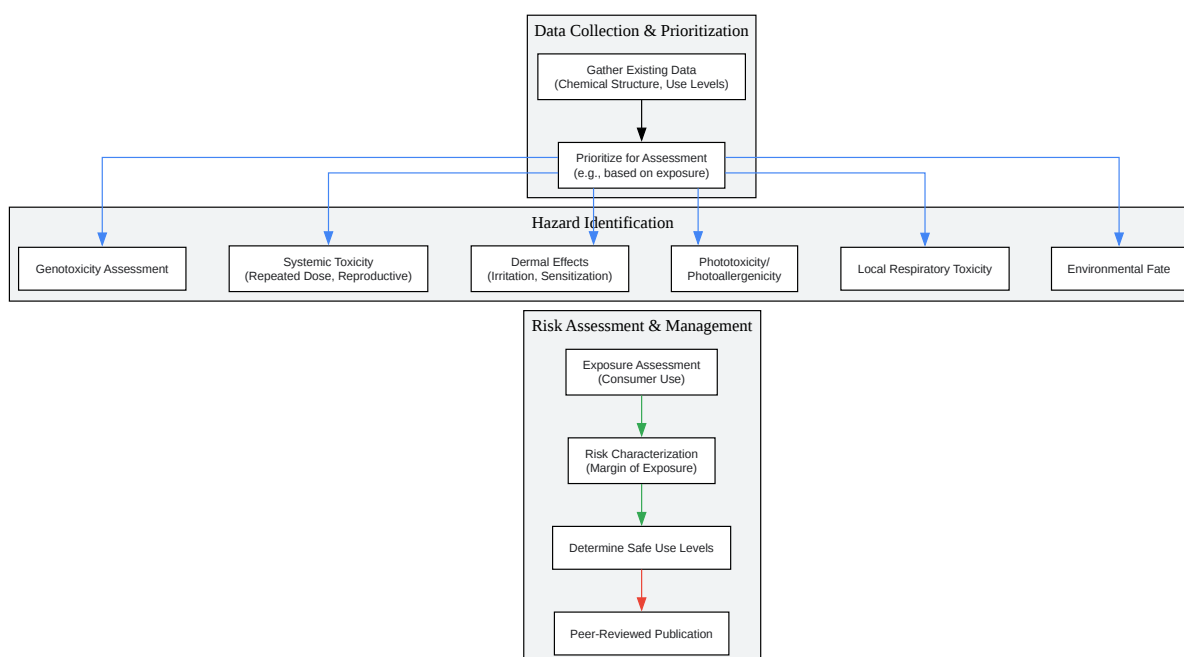 Data Collection & Prioritization
Gather Existing Data
(Chemical Structure, Use Levels)
Prioritize for Assessment
(e.g., based on exposure)
Hazard Identification
Genotoxicity Assessment
Systemic Toxicity
(Repeated Dose, Reproductive)
Dermal Effects
(Irritation, Sensitization)
Phototoxicity/
Photoallergenicity
Local Respiratory Toxicity
Environmental Fate
Risk Assessment & Management
Exposure Assessment
(Consumer Use)
Risk Characterization
(Margin of Exposure)
Determine Safe Use Levels
Peer-Reviewed Publication